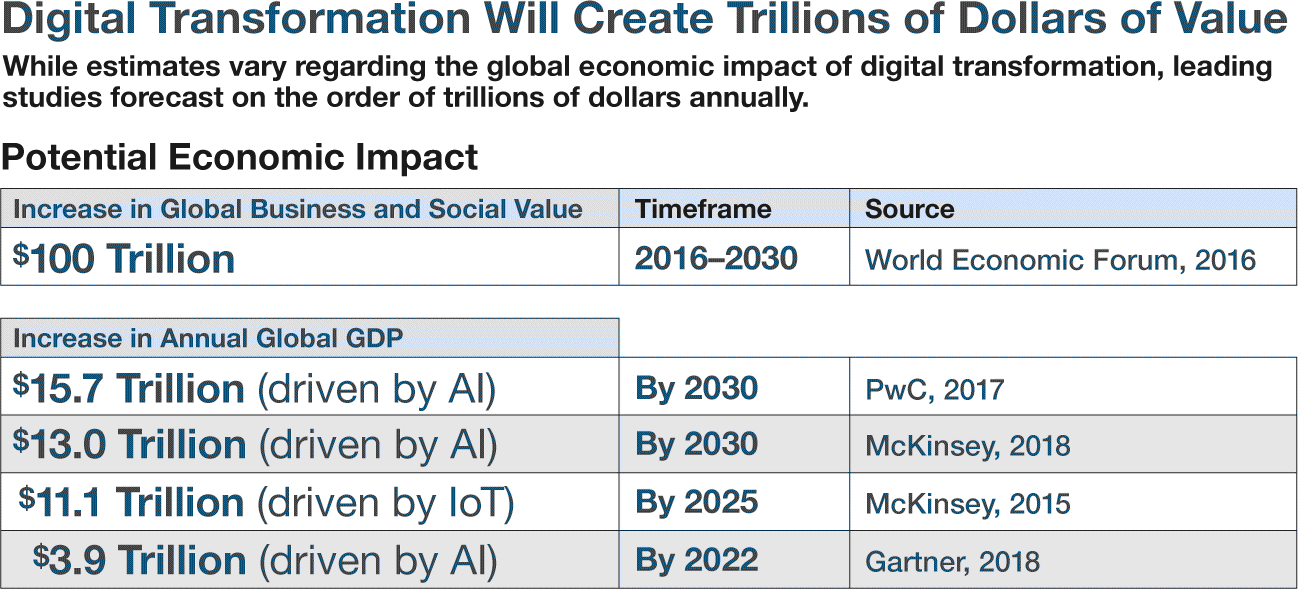 Digital Transformation Will Create Trillions of Dollars of Value
While estimates vary regarding the global economic impact of digital transformation, leading
studies forecast on the order of trillions of dollars annually.
Potential Economic Impact
Increase in Global Business and Social Value Timeframe Source
$100 Trillion 2016–2030 World Economic Forum, 2016
Increase in Annual Global GDP
$15.7 Trillion (driven by AI) By 2030 PwC, 2017
$13.0 Trillion (driven by AI) By 2030 McKinsey, 2018
$11.1 Trillion (driven by IoT) By 2025 McKinsey, 2015
$3.9 Trillion (driven by AI) By 2022 Gartner, 2018